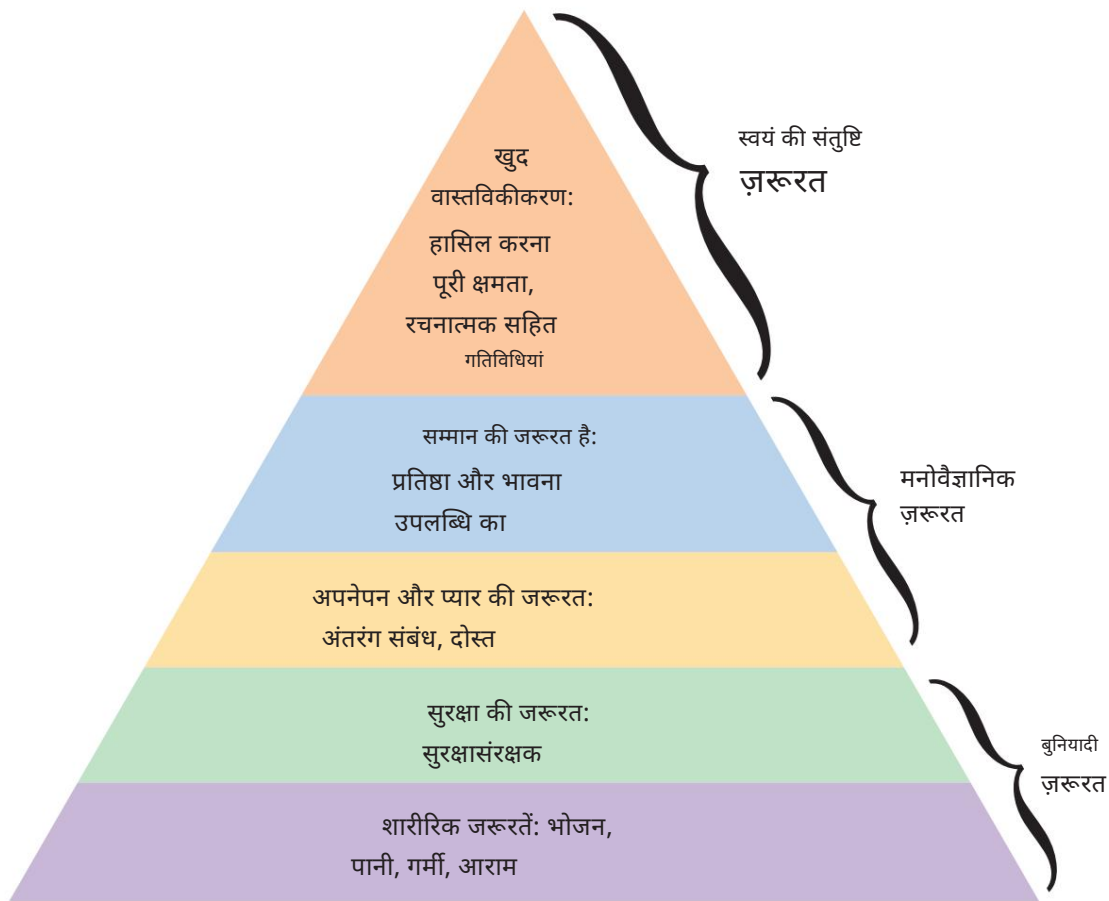 खुद
वास्तविकीकरण:
हासिल करना
पूरी क्षमता,
रचनात्मक सहित
गतिविधियां
स्वयं की संतुष्टि
ज़रूरत
सम्मान की जरूरत है:
प्रतिष्ठा और भावना
उपलब्धि का
मनोवैज्ञानिक
ज़रूरत
अपनेपन और प्यार की जरूरत:
अंतरंग संबंध, दोस्त
सुरक्षा की जरूरत:
सुरक्षासंरक्षक
बुनियादी
ज़रूरत
शारीरिक जरूरतें: भोजन,
पानी, गर्मी, आराम